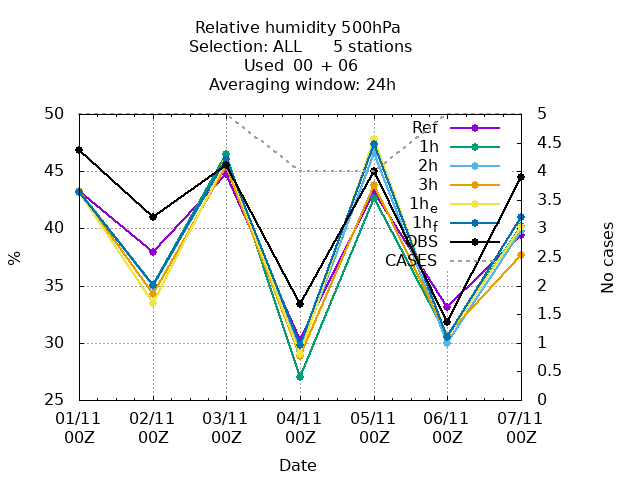 Relative humidity 500hPa
Selection: ALL 5 stations
Used 00 + 06
Averaging window: 24h
50
45
40
35
30
25
%
5
4.5
4
3.5
3
2.5
2
1.5
1
0.5
0
No cases
Ref
1h
2h
3h
1he
1hf
OBS
CASES
01/11 02/11 03/11 04/11 05/11 06/11 07/11
00Z 00Z 00Z 00Z 00Z 00Z 00Z
Date